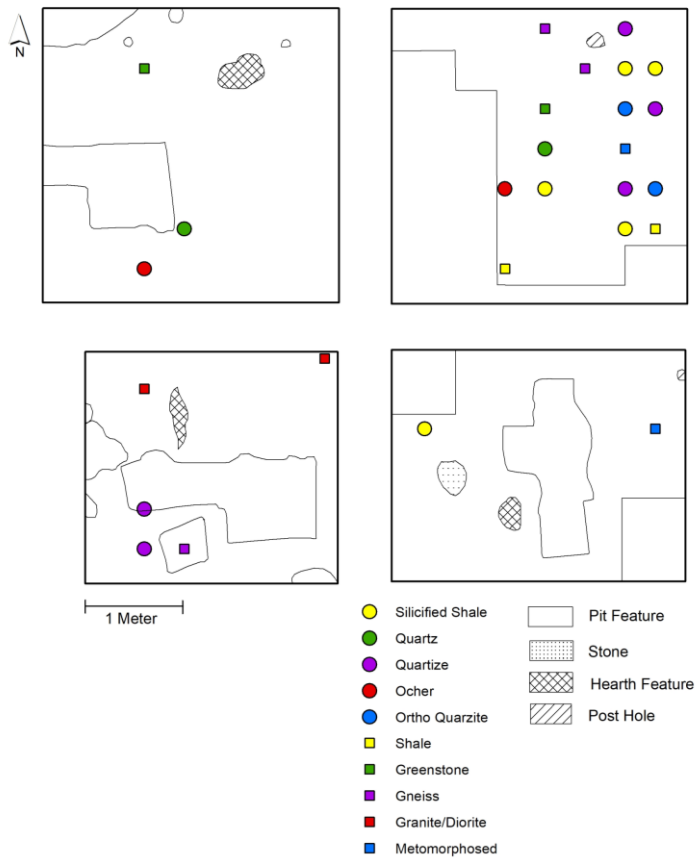 N
1 Meter
Silicified Shale
Quartz
Quartize
Ocher
Ortho Quarzite
Shale
Greenstone
Gneiss
Granite/Diorite
Metomorphosed
Pit Feature
Stone
Hearth Feature
Post Hole